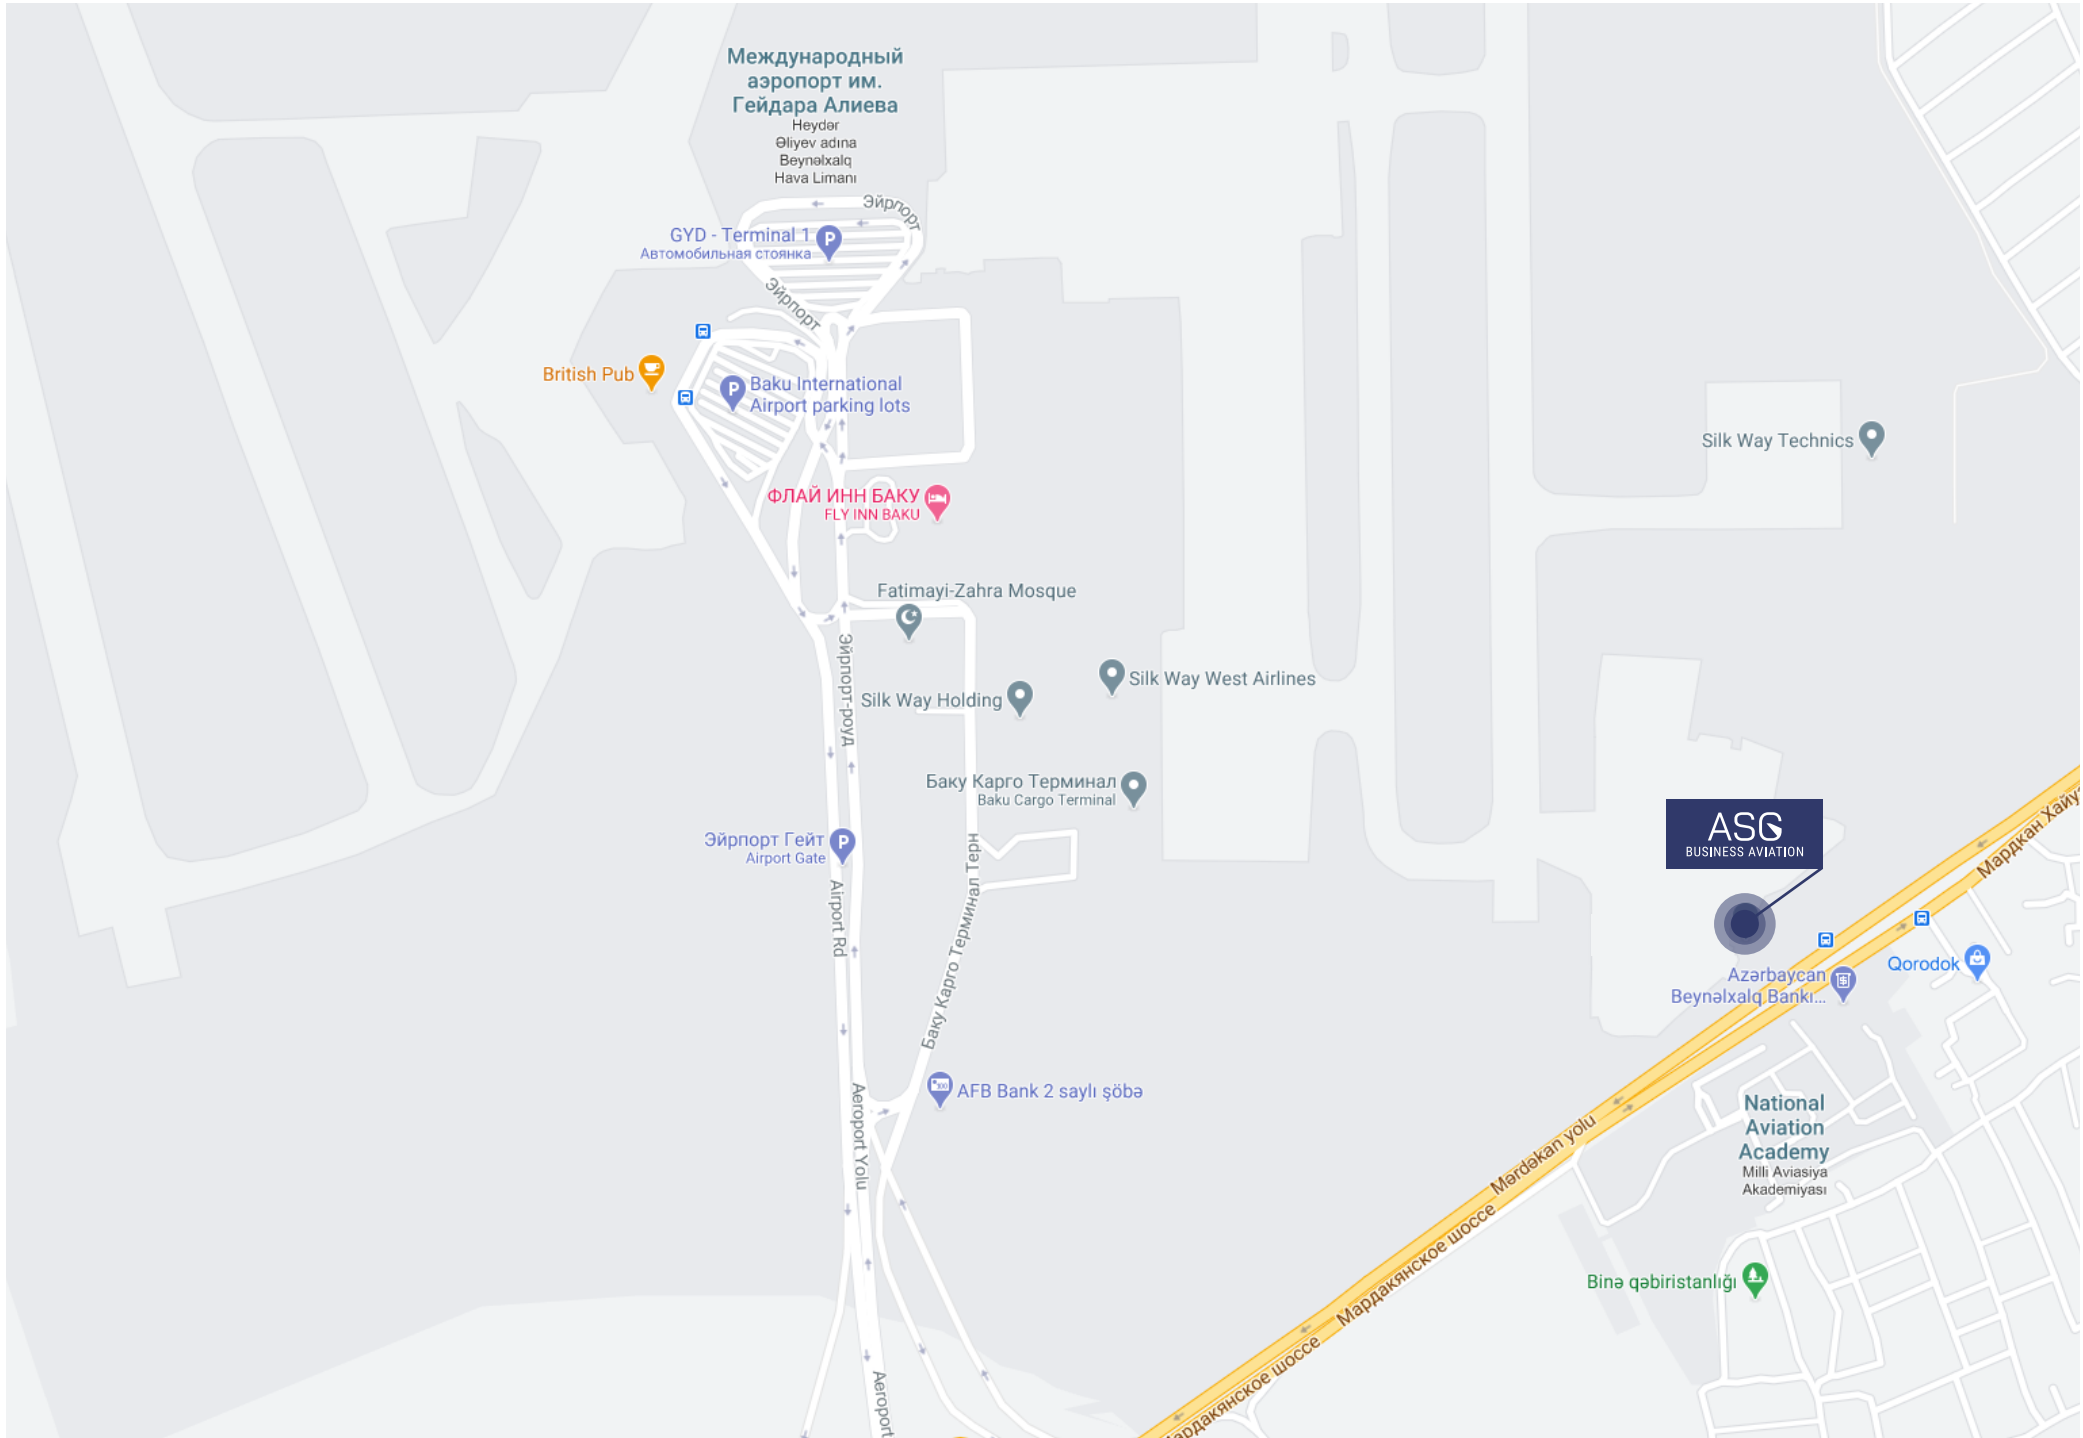 Международный
аэропорт им.
Гейдара Алиева
Heydər
Əliyev adına
Beynəlxalq
Hava Limanı
Эйрпорт
GYD - Terminal 1
Автомобильная стоянка
P
Эйрпорт
British Pub
P
Baku International
Airport parking lots
Silk Way Technics
ФЛАЙ ИНН БАКУ
FLY INN BAKU
Fatimayi-Zahra Mosque
Эйрпорт-роуд
Silk Way West Airlines
Silk Way Holding
Баку Карго Терминал
Baku Cargo Terminal
Эйрпорт Гейт
Airport Gate
P
ASG
BUSINESS AVIATION
Мардкан Хайуэ
Airport Rd
Баку Карго Терминал Терн
Qorodok
Azərbaycan
Beynəlxalq Bankı...
AFB Bank 2 saylı şöbə
Aeroport Yolu
National
Aviation
Academy
Milli Aviasiya
Akademiyası
Mərdəkan yolu
Мардакянское шоссе
Binə qəbiristanlığı
Aeroport
Мардакянское шоссе